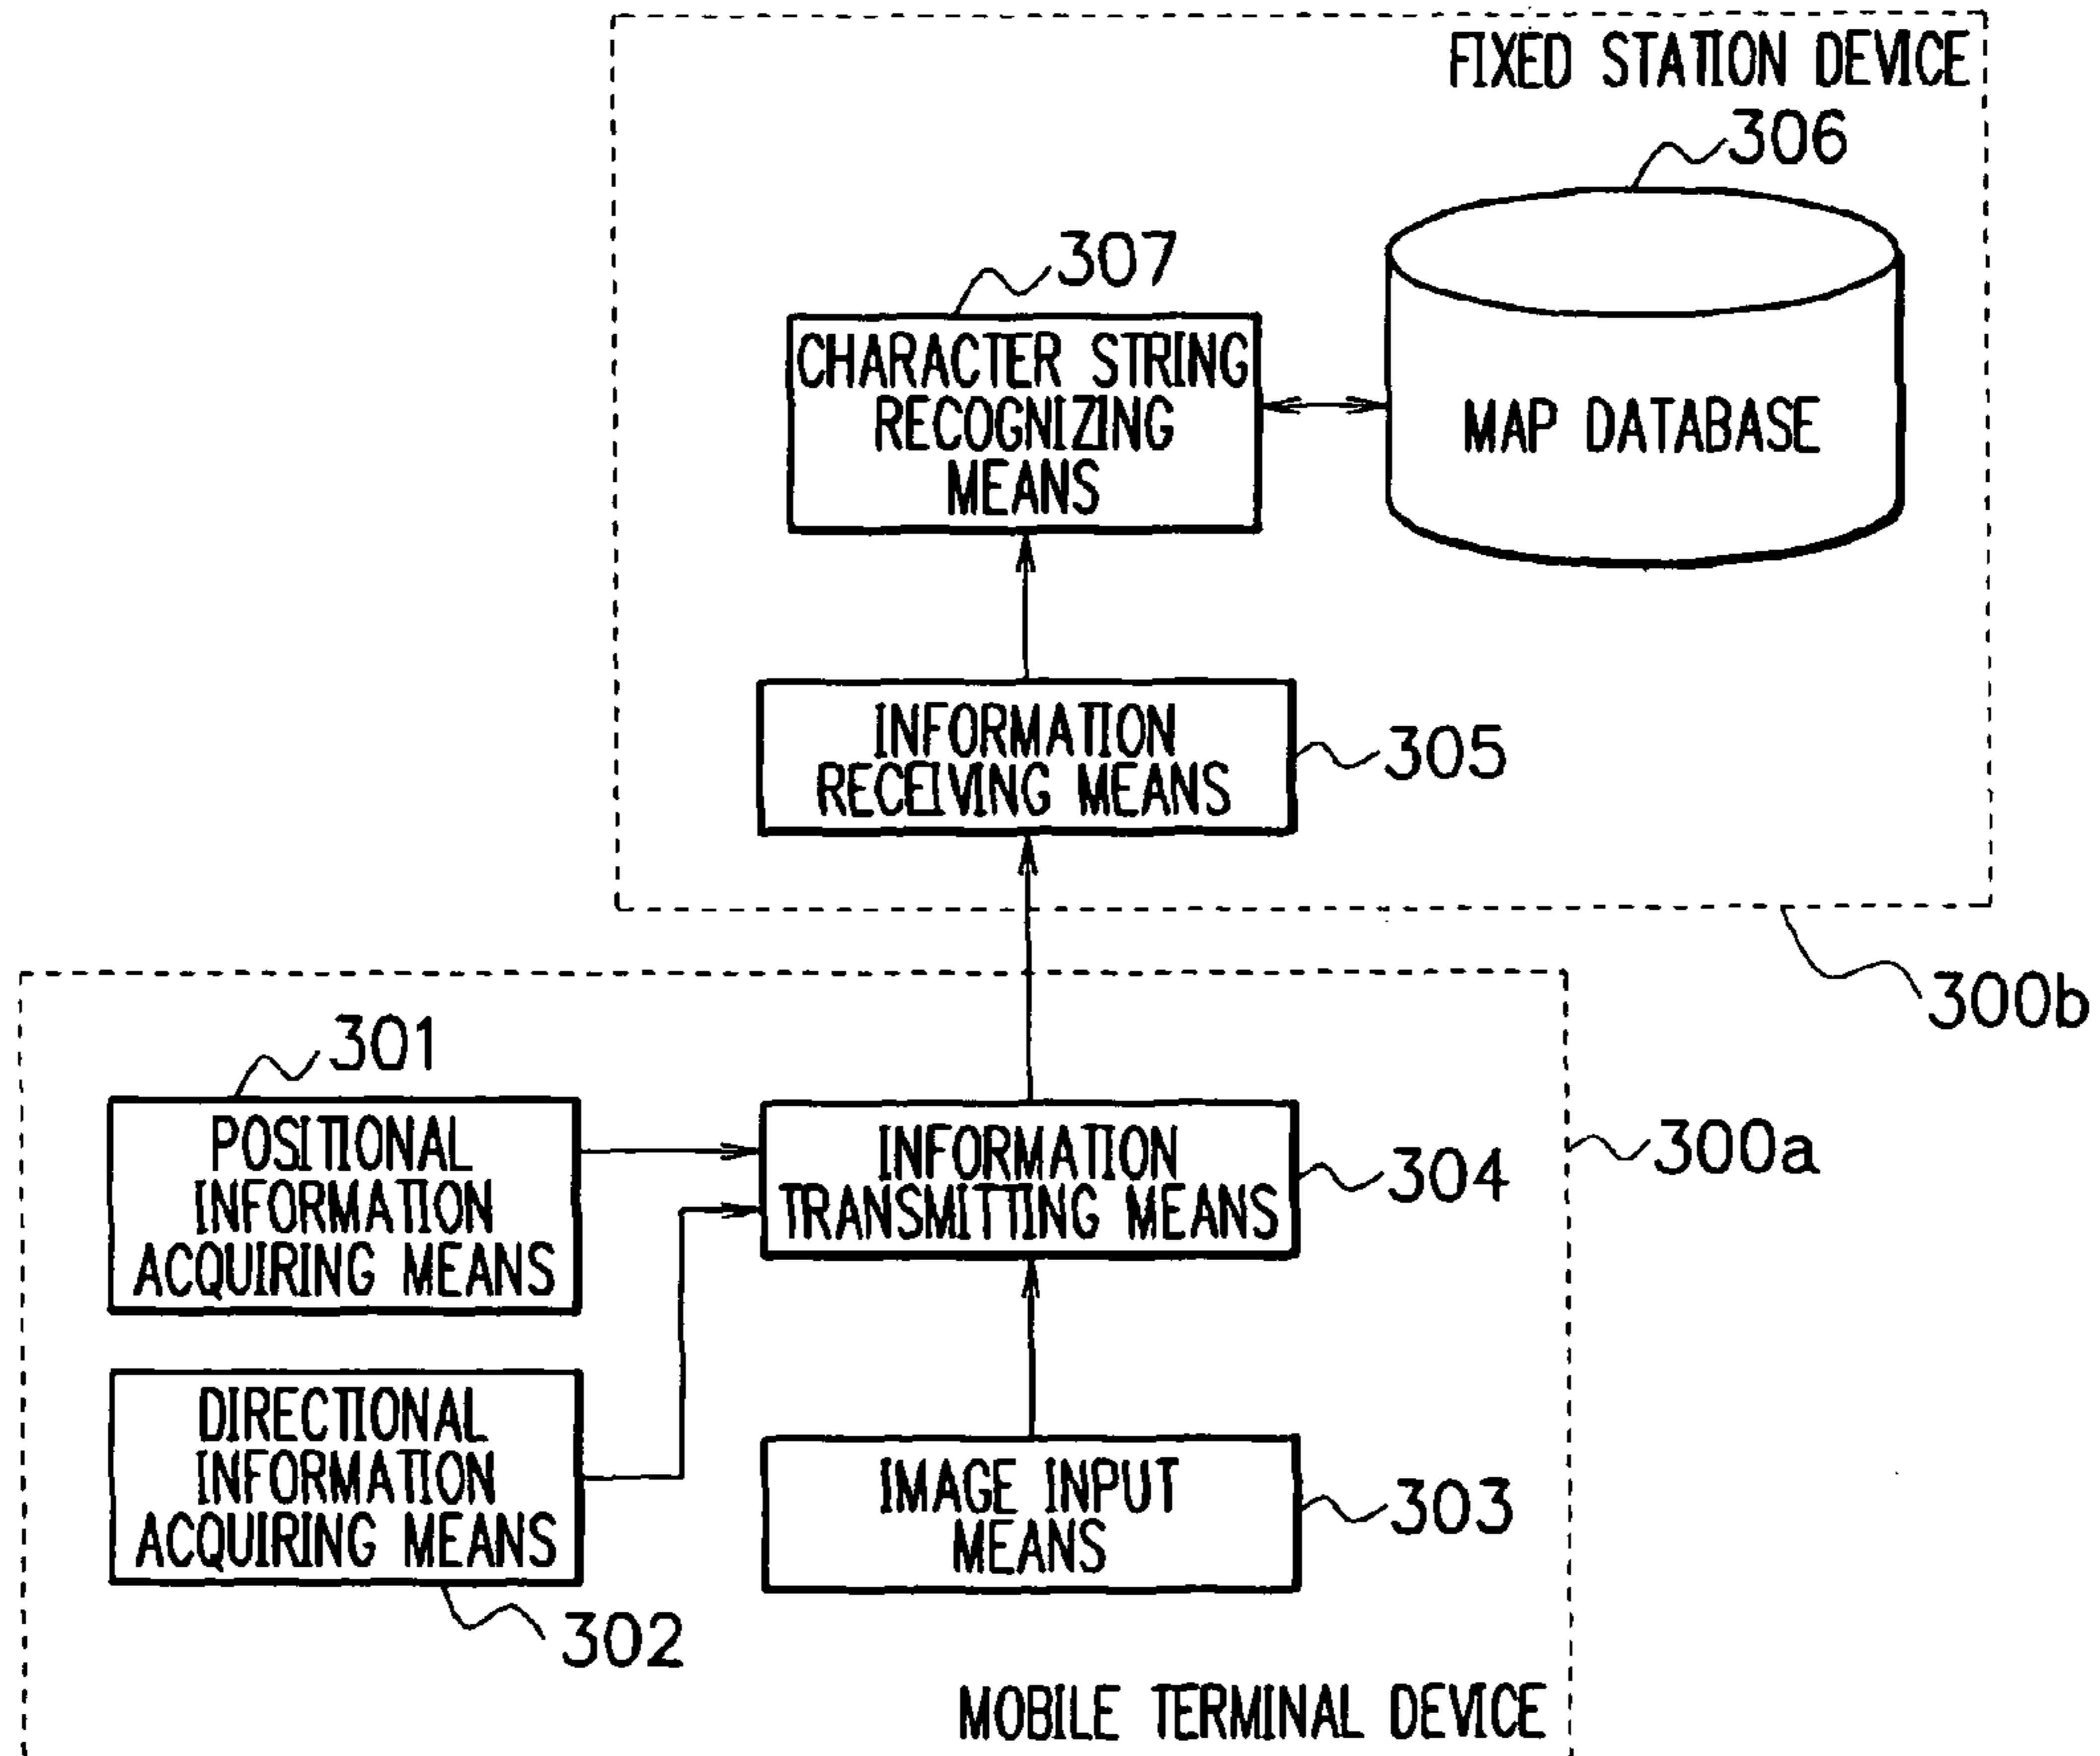 FIXED STATION DEVICE
306
307
CHARACTER STRING
RECOGNIZING
MEANS
MAP DATABASE
INFORMATION
RECEIVING MEANS
305
300b
301
POSITIONAL
INFORMATION
ACQUIRING MEANS
INFORMATION
TRANSMITTING MEANS
304
300a
DIRECTIONAL
INFORMATION
ACQUIRING MEANS
302
IMAGE INPUT
MEANS
303
MOBILE TERMINAL DEVICE